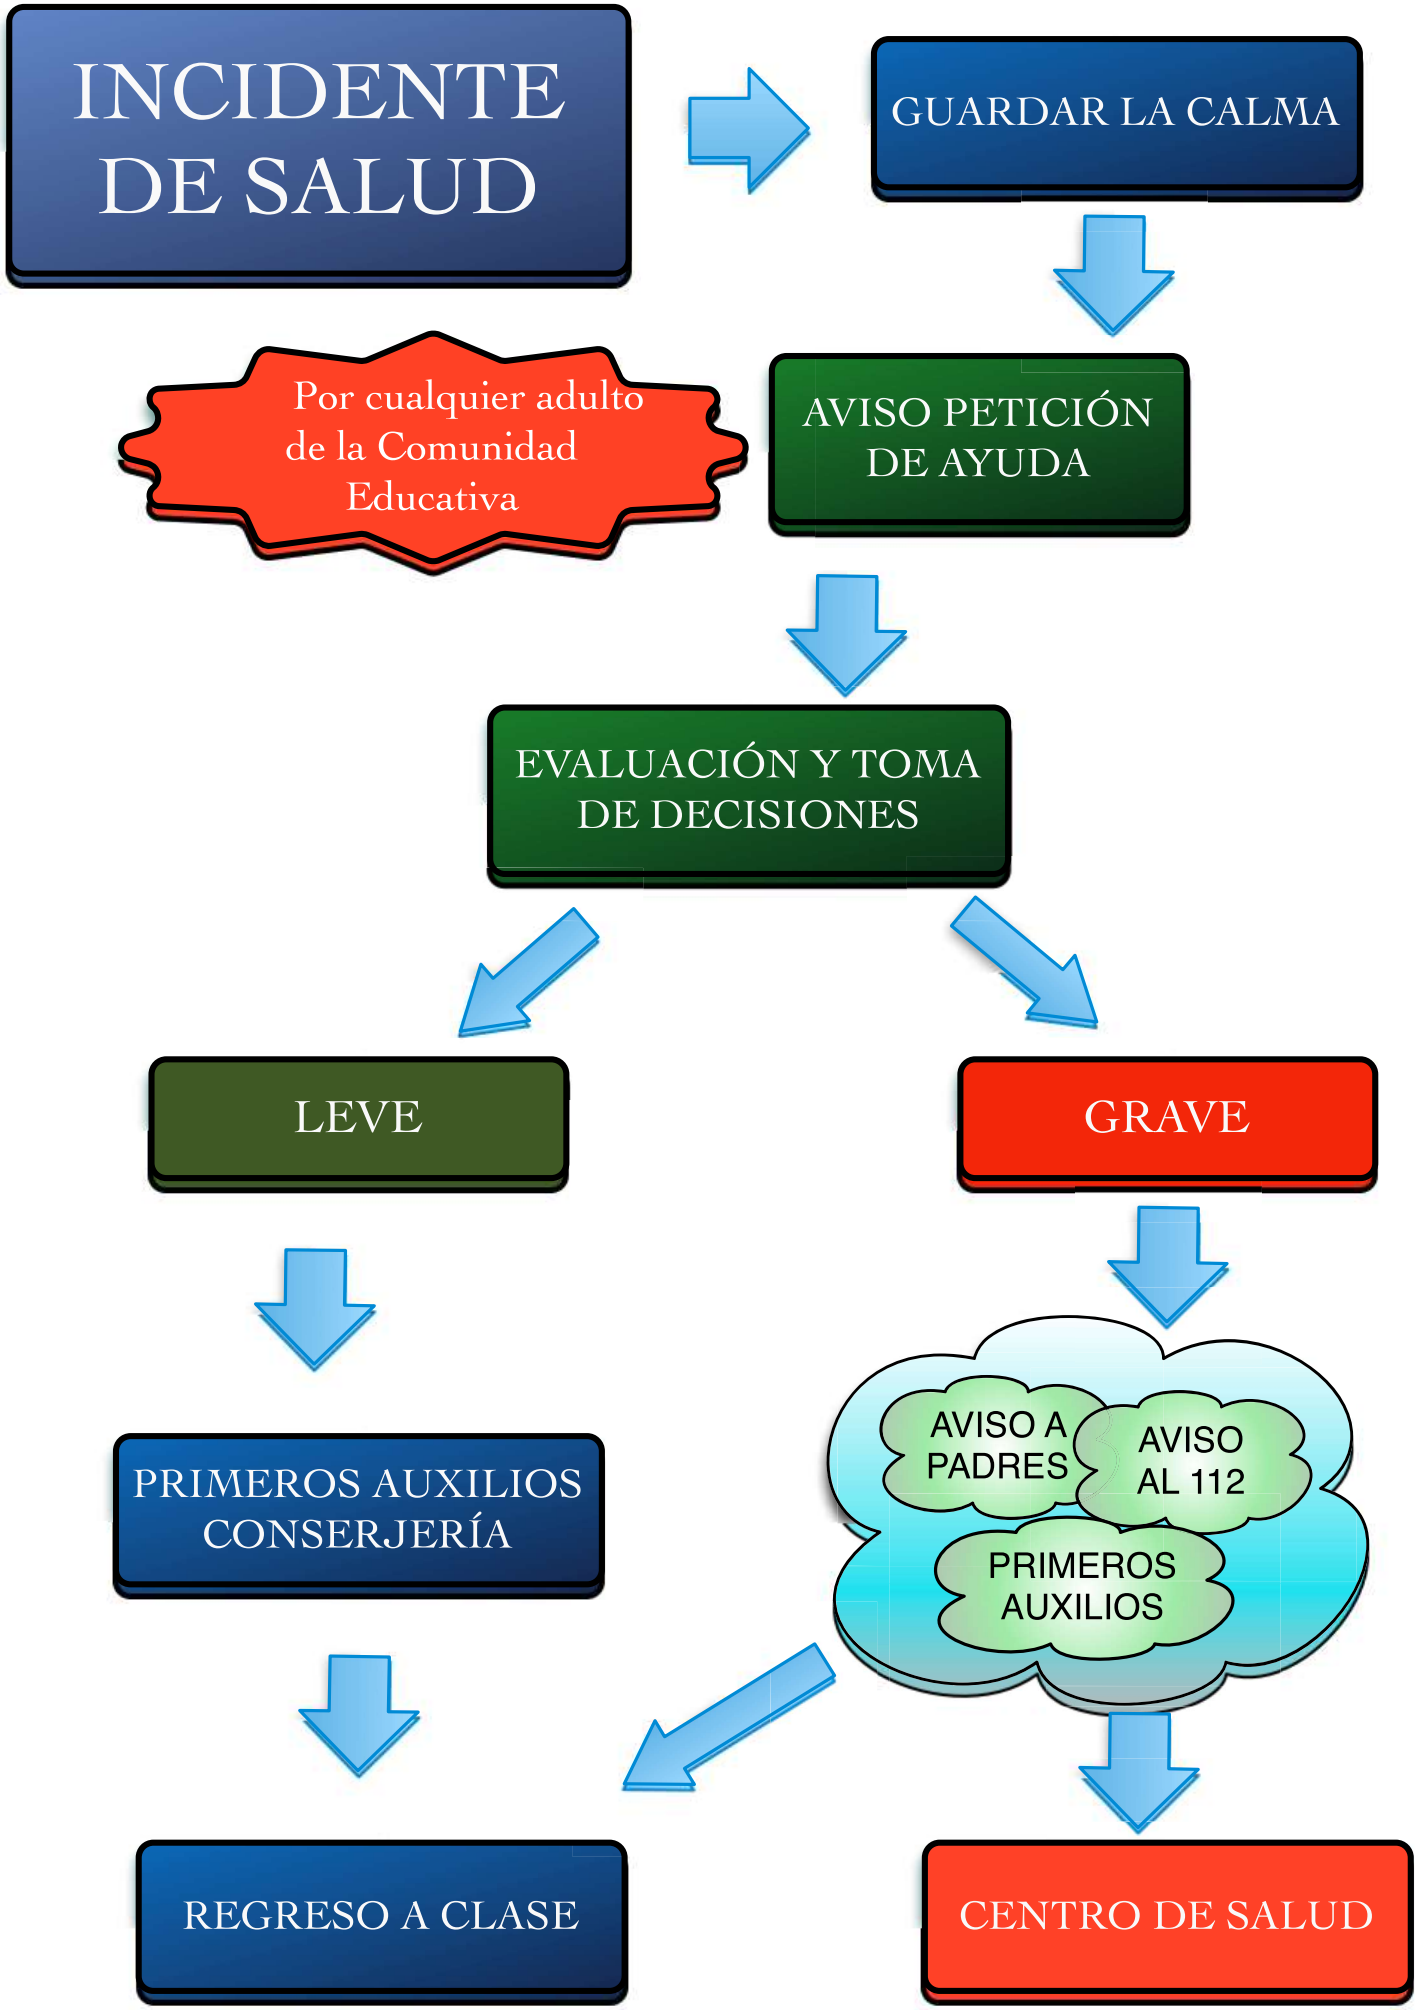 INCIDENTE
DE SALUD
GUARDAR LA CALMA
Por cualquier adulto
de la Comunidad
Educativa
AVISO PETICIÓN
DE AYUDA
EVALUACIÓN Y TOMA
DE DECISIONES
LEVE
GRAVE
PRIMEROS AUXILIOS
CONSERJERÍA
AVISO A
PADRES
AVISO
AL 112
PRIMEROS
AUXILIOS
REGRESO A CLASE
CENTRO DE SALUD